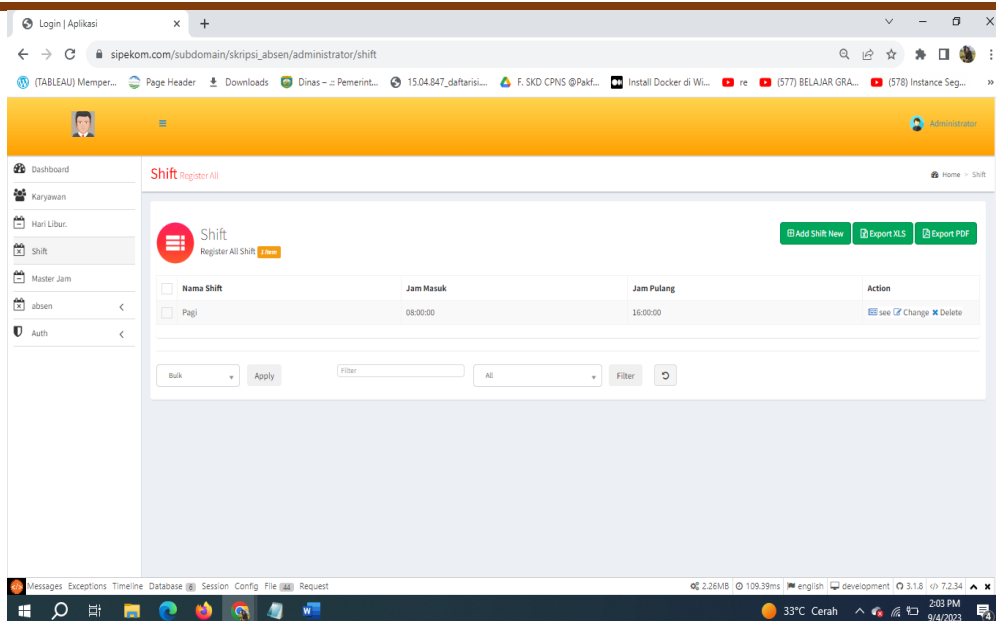 Login | Aplikasi
sipekom.com/subdomain/skripsi_absen/administrator/shift
(TABLEAU) Memper... Page Header Downloads Dinas – .:: Pemerint... 15.04.847_daftarisi.... F. SKD CPNS @Pakf... Install Docker di Wi... re (577) BELAJAR GRA... (578) Instance Seg... »
Administrator
Dashboard
Karyawan
Hari Libur.
Shift
Master Jam
absen
Auth
Shift Register All
Home > Shift
Shift
Register All Shift 1 Item
Add Shift New Export XLS Export PDF
Nama Shift Jam Masuk Jam Pulang Action
Pagi 08:00:00 16:00:00 see Change Delete
Bulk Apply Filter All Filter
Messages Exceptions Timeline Database 6 Session Config File 44 Request 2.26MB 109.39ms english development 3.1.8 7.2.34
33°C Cerah
2:03 PM
9/4/2023